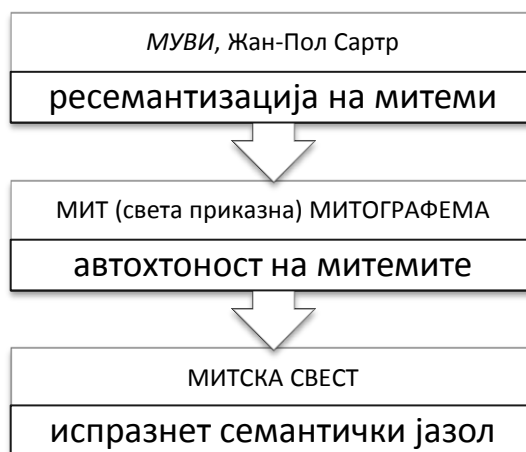 МУВИ, Жан-Пол Сартр
ресемантизација на митеми
МИТ (света приказна) МИТОГРАФЕМА
автохтоност на митемите
МИТСКА СВЕСТ
испразнет семантички јазол